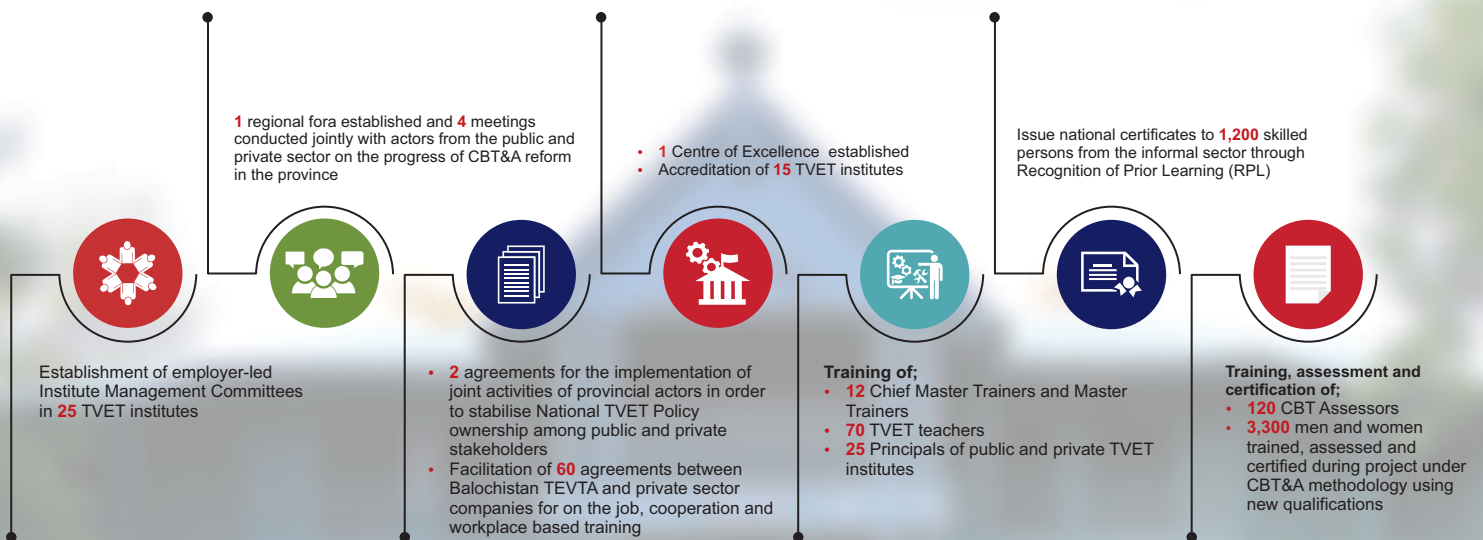 1 regional fora established and 4 meetings
conducted jointly with actors from the public and
private sector on the progress of CBT&A reform
in the province
• 1 Centre of Excellence established
• Accreditation of 15 TVET institutes
Issue national certificates to 1,200 skilled
persons from the informal sector through
Recognition of Prior Learning (RPL)
Establishment of employer-led
Institute Management Committees
in 25 TVET institutes
• 2 agreements for the implementation of
joint activities of provincial actors in order
to stabilise National TVET Policy
ownership among public and private
stakeholders
• Facilitation of 60 agreements between
Balochistan TEVTA and private sector
companies for on the job, cooperation and
workplace based training
Training of;
• 12 Chief Master Trainers and Master
Trainers
• 70 TVET teachers
• 25 Principals of public and private TVET
institutes
Training, assessment and
certification of;
• 120 CBT Assessors
• 3,300 men and women
trained, assessed and
certified during project under
CBT&A methodology using
new qualifications